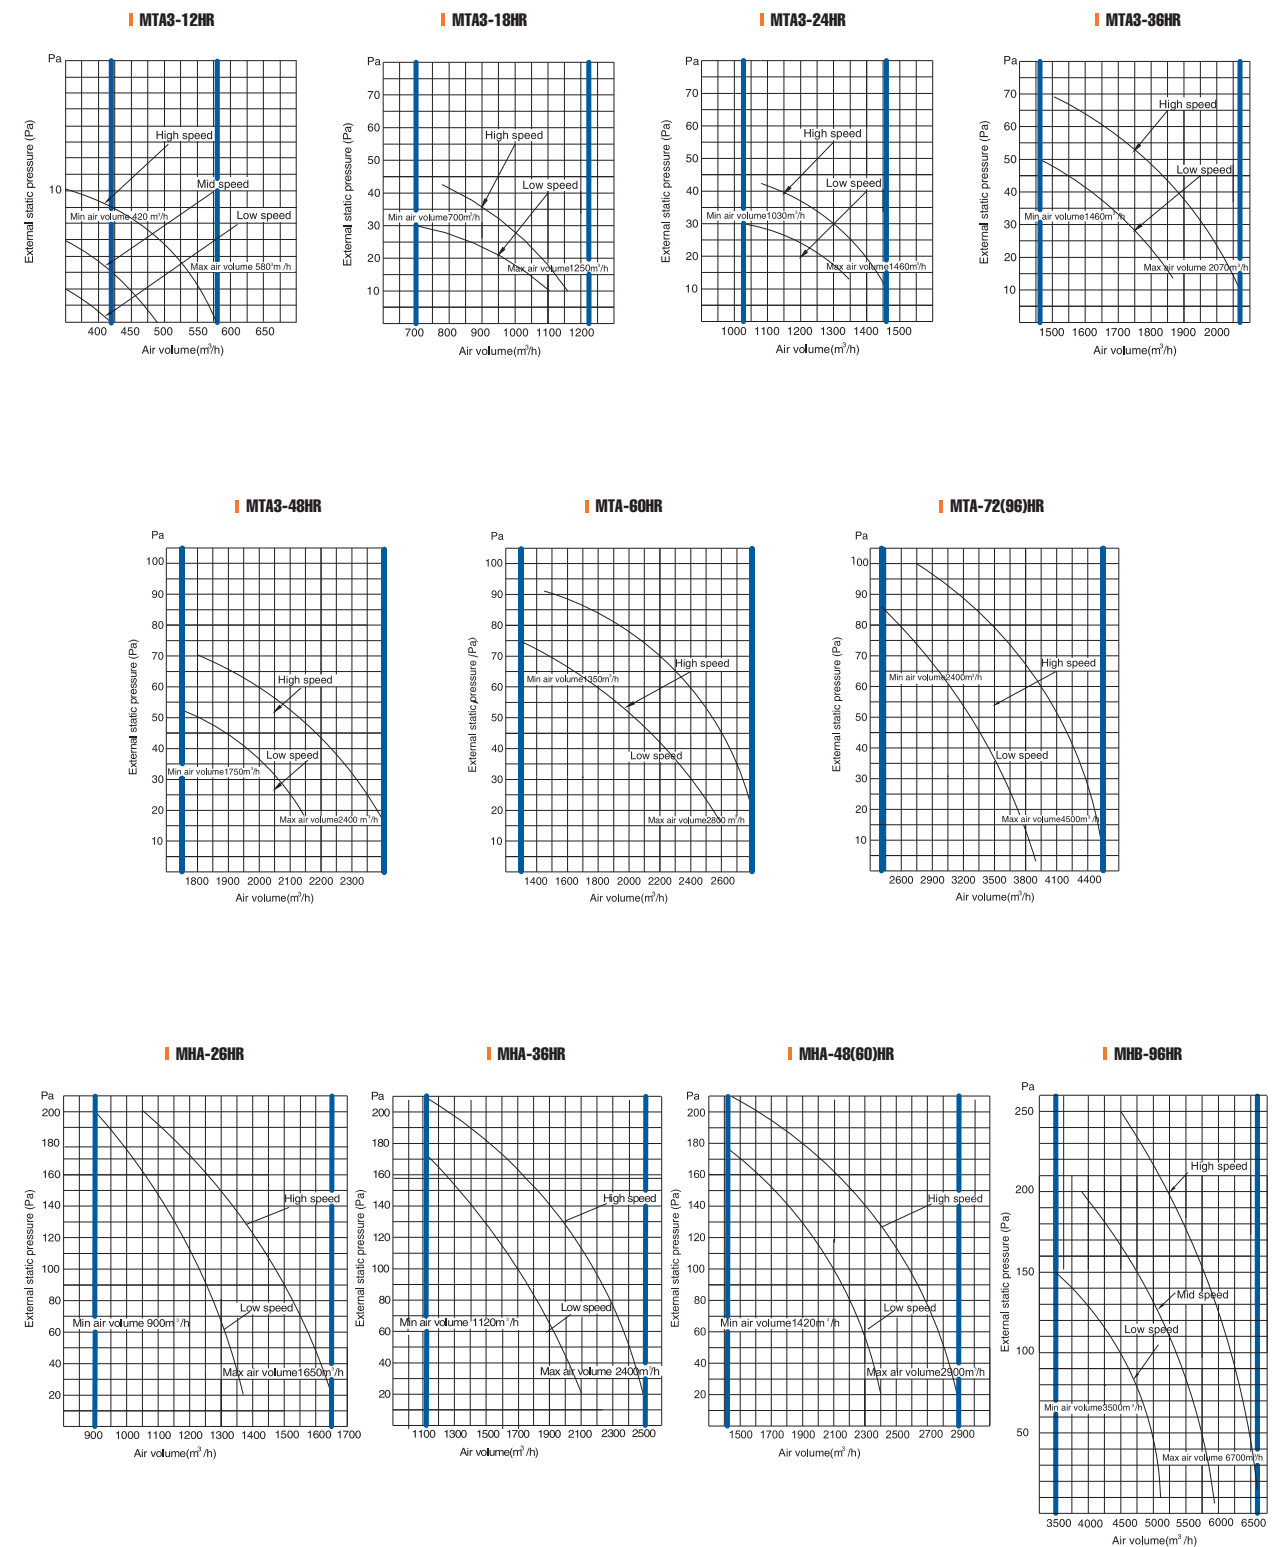 MTA3-12HR
Pa
External static pressure (Pa)
High speed
Mid speed
Low speed
10
Min air volume 420 m³/h
Max air volume 580³m /h
400 450 500 550 600 650
Air volume(m³/h)
MTA3-18HR
Pa
External static pressure (Pa)
70
60
50
40
30
20
10
High speed
Low speed
Min air volume700m³/h
Max air volume1250m³/h
700 800 900 1000 1100 1200
Air volume(m³/h)
MTA3-24HR
Pa
External static pressure (Pa)
70
60
50
40
30
20
10
High speed
Low speed
Min air volume1030m³/h
Max air volume1460m³/h
1000 1100 1200 1300 1400 1500
Air volume(m³/h)
MTA3-36HR
Pa
External static pressure (Pa)
70
60
50
40
30
20
10
High speed
Low speed
Min air volume1460m³/h
Max air volume 2070m³/h
1500 1600 1700 1800 1900 2000
Air volume(m³/h)
MTA3-48HR
Pa
External static pressure (Pa)
100
90
80
70
60
50
40
30
20
10
High speed
Low speed
Min air volume1750m³/h
Max air volume2400 m³/h
1800 1900 2000 2100 2200 2300
Air volume(m³/h)
MTA-60HR
Pa
External static pressure /Pa)
100
90
80
70
60
50
40
30
20
10
High speed
Low speed
Min air volume1350m³/h
Max air volume2800 m³/h
1400 1600 1800 2000 2200 2400 2600
Air volume(m³/h)
MTA-72(96)HR
Pa
External static pressure (Pa)
100
90
80
70
60
50
40
30
20
10
High speed
Low speed
Min air volume2400m³/h
Max air volume4500m³/h
2600 2900 3200 3500 3800 4100 4400
Air volume(m³/h)
MHA-26HR
Pa
External static pressure (Pa)
200
180
160
140
120
100
80
60
40
20
High speed
Low speed
Min air volume 900m³/h
Max air volume1650m³/h
900 1000 1100 1200 1300 1400 1500 1600 1700
Air volume(m³/h)
MHA-36HR
Pa
External static pressure (Pa)
200
180
160
140
120
100
80
60
40
20
High speed
Low speed
Min air volume 1120m³/h
Max air volume 2400m³/h
1100 1300 1500 1700 1900 2100 2300 2500
Air volume(m³/h)
MHA-48(60)HR
Pa
External static pressure (Pa)
200
180
160
140
120
100
80
60
40
20
High speed
Low speed
Min air volume1420m³/h
Max air volume2900m³/h
1500 1700 1900 2100 2300 2500 2700 2900
Air volume(m³/h)
MHB-96HR
Pa
External static pressure (Pa)
250
200
150
100
50
High speed
Mid speed
Low speed
Min air volume3500m³/h
Max air volume 6700m³/h
3500 4000 4500 5000 5500 6000 6500
Air volume(m³/h)